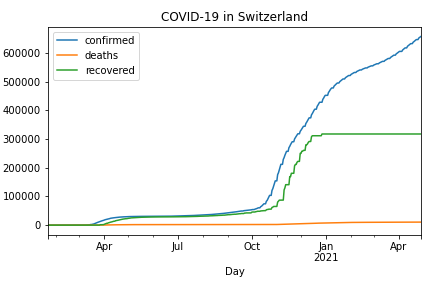 COVID-19 in Switzerland
confirmed
deaths
recovered
600000
500000
400000
300000
200000
100000
0
Apr
Jul
Oct
Jan
2021
Apr
Day